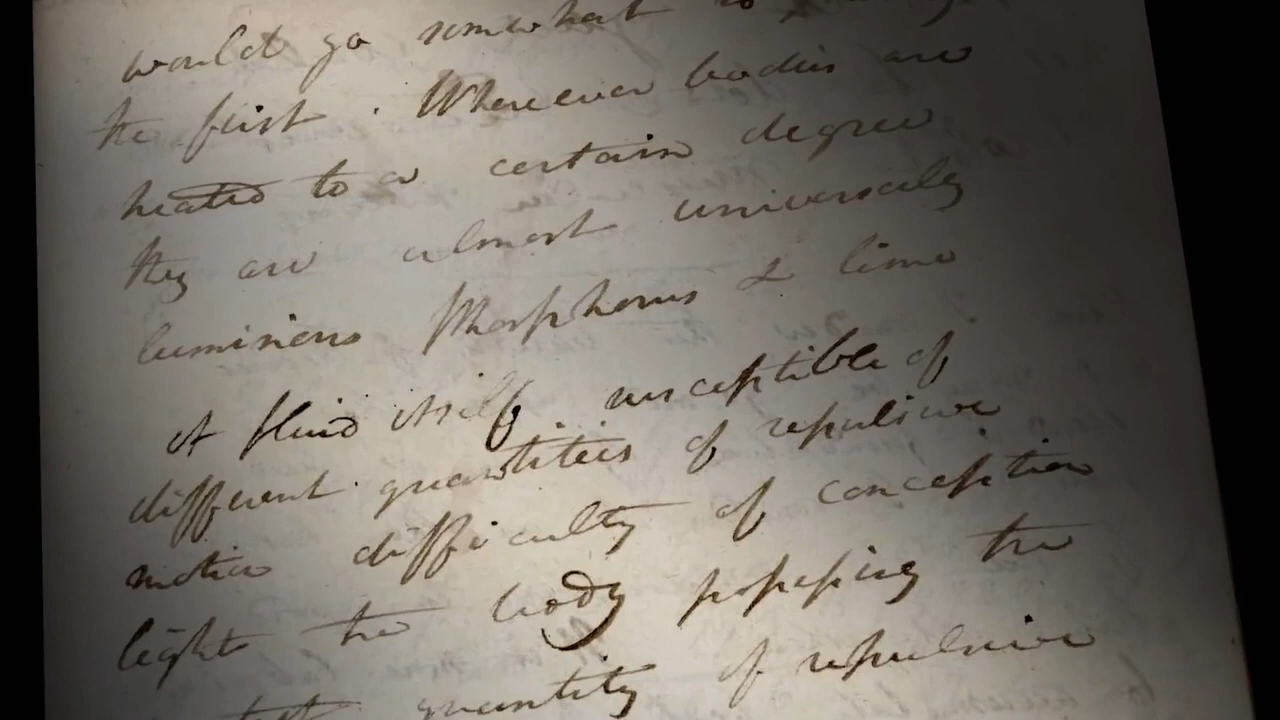 would go somewhat
the first. Whereever bodies are
heated to a certain degree
they are almost universally
luminous Phosphorus & lime
A fluid itself susceptible of
different quantities of repulsive
motion difficulty of conception
light the body possessing the
quantity of repulsive